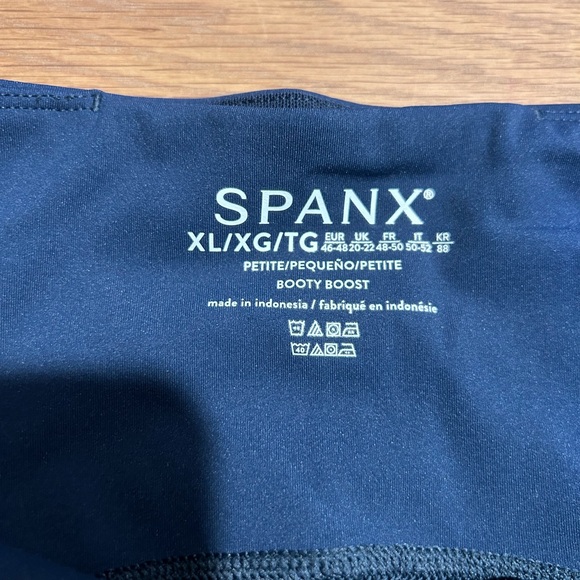 SPANX®
XL/XG/TG EUR 46-48 UK 20-22 FR 48-50 IT 50-52 KR 88
PETITE/PEQUEÑO/PETITE
BOOTY BOOST
made in indonesia / fabriqué en indonésie
40